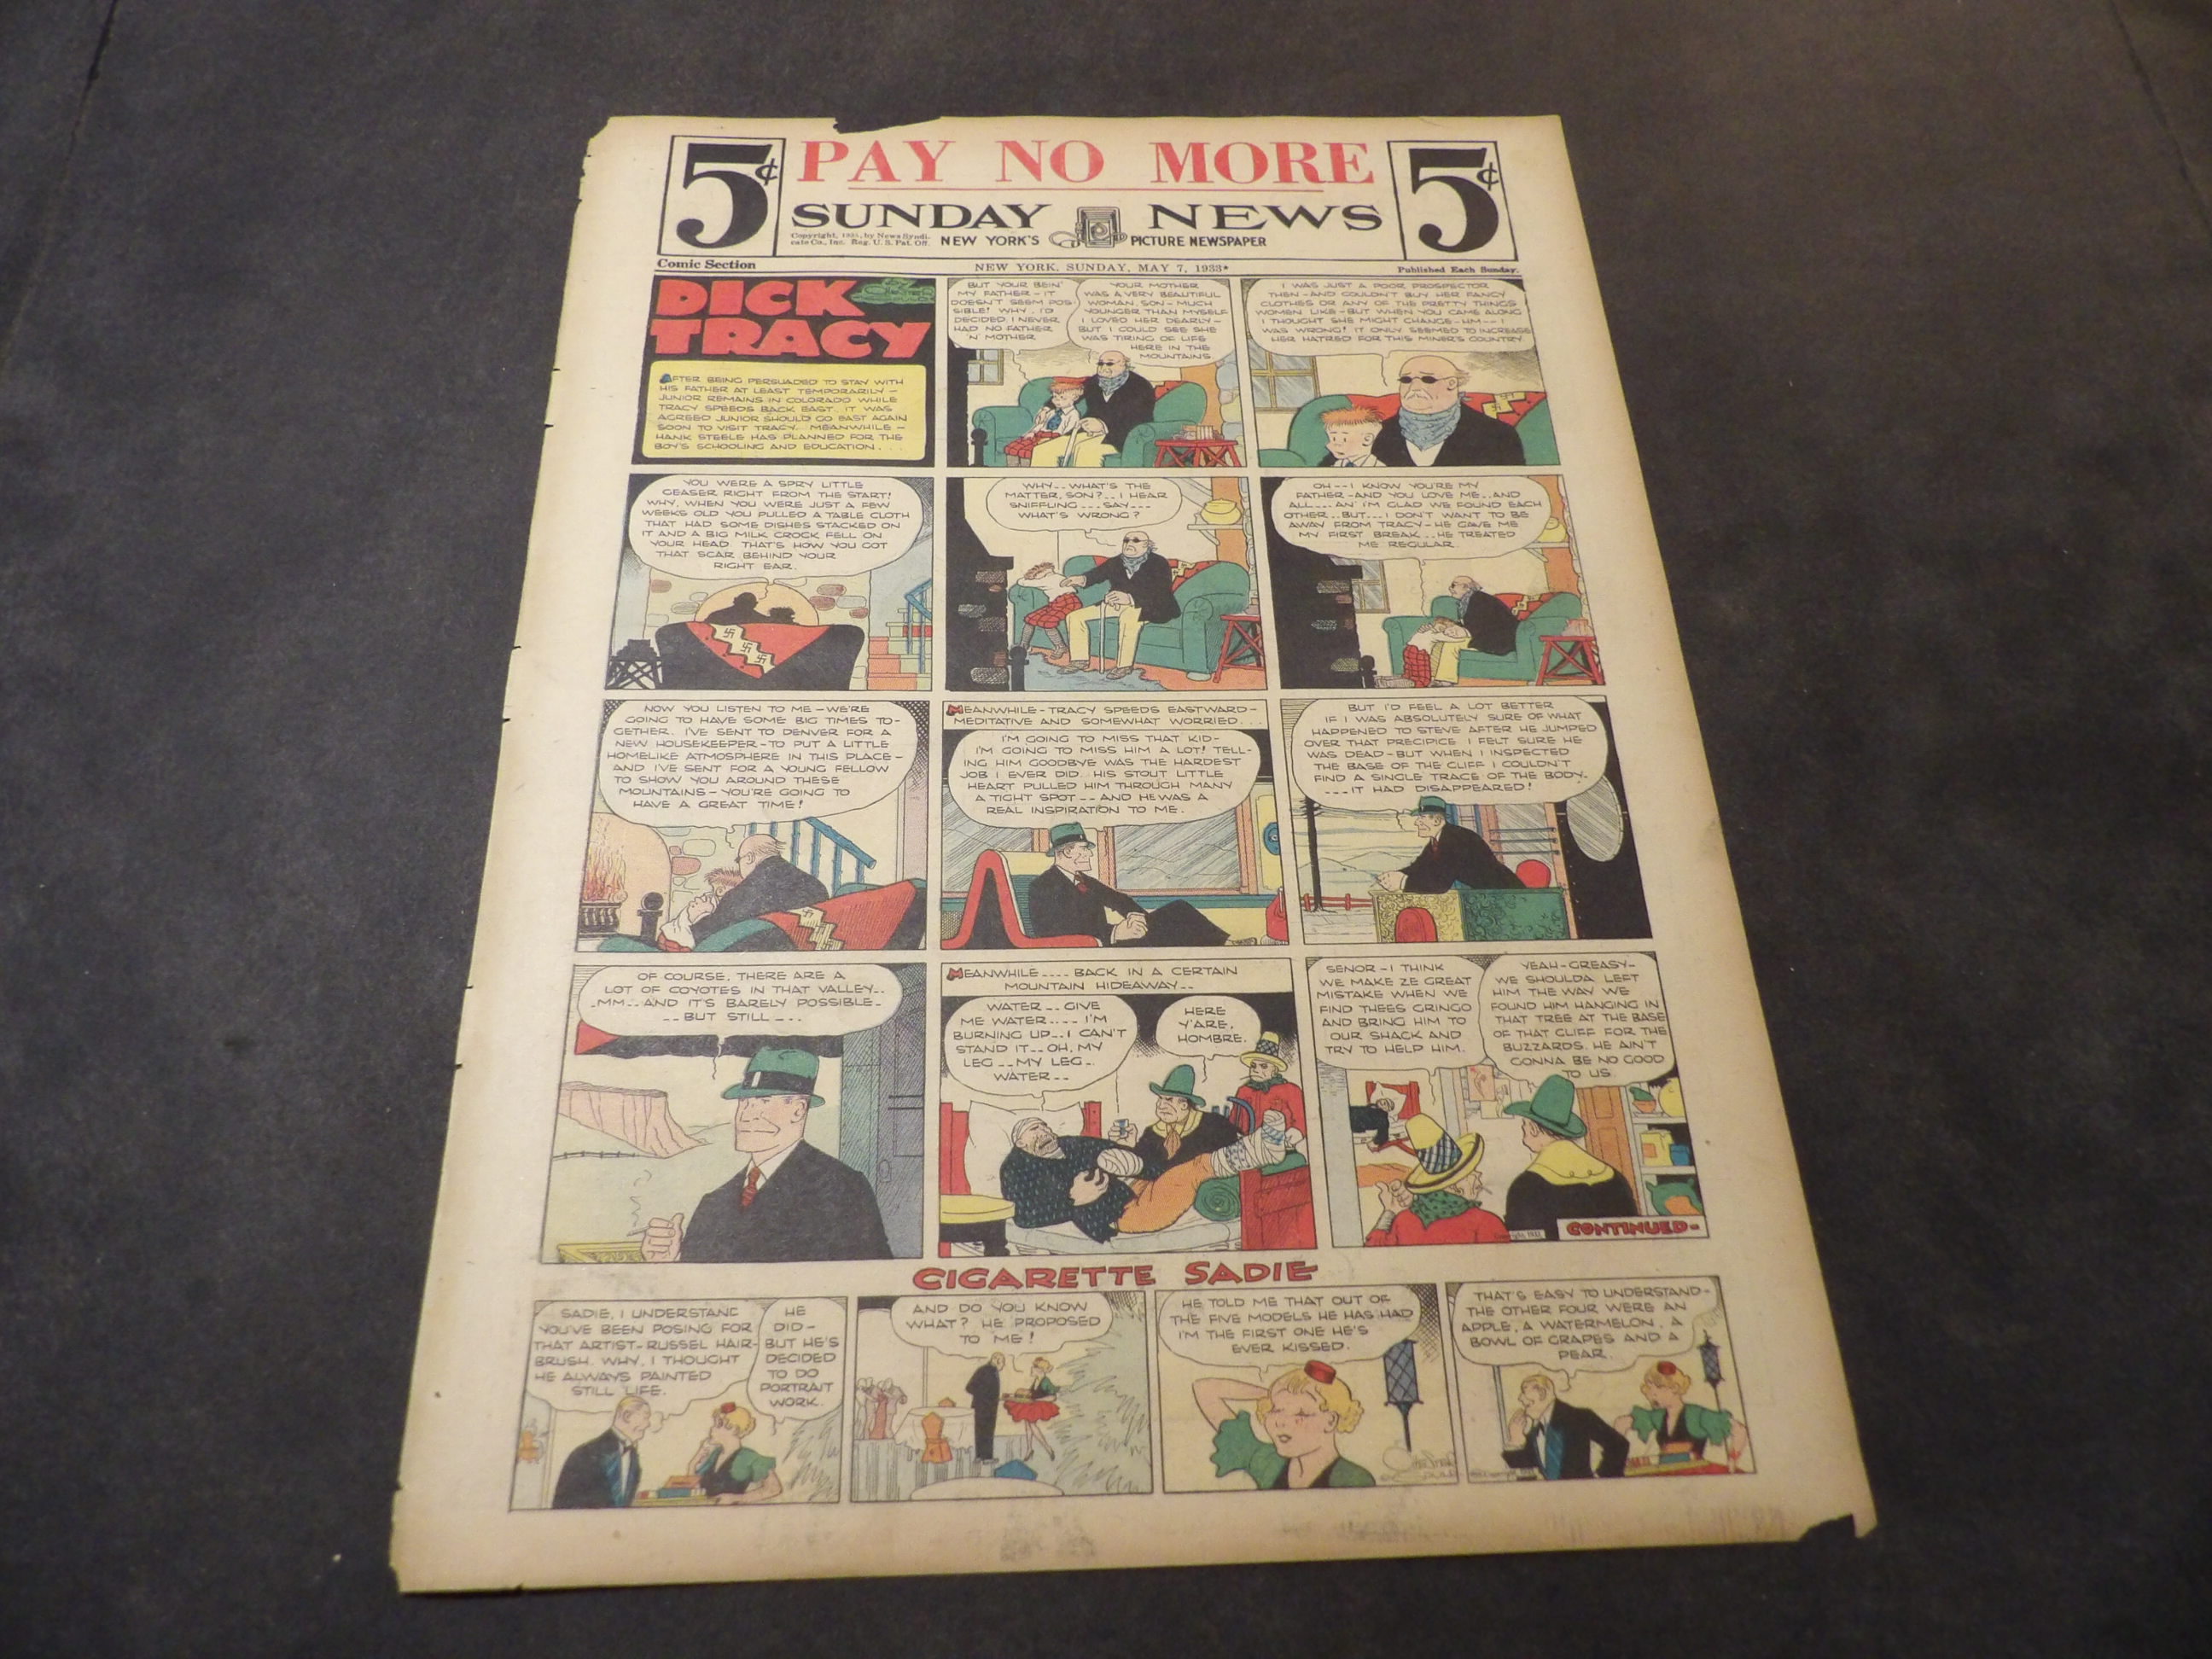 5¢
PAY NO MORE
5¢
SUNDAY NEWS
Copyright, 1933, by News Syndi-
cate Co., Inc. Reg. U. S. Pat. Off.
NEW YORK'S PICTURE NEWSPAPER
Comic Section
NEW YORK, SUNDAY, MAY 7, 1933*
Published Each Sunday.
DICK
TRACY
AFTER BEING PERSUADED TO STAY WITH
HIS FATHER AT LEAST TEMPORARILY —
JUNIOR REMAINS IN COLORADO WHILE
TRACY SPEEDS BACK EAST. IT WAS
AGREED JUNIOR SHOULD GO EAST AGAIN
SOON TO VISIT TRACY. MEANWHILE —
HANK STEELE HAS PLANNED FOR THE
BOY'S SCHOOLING AND EDUCATION...
BUT YOUR BEIN'
MY FATHER — IT
DOESN'T SEEM POS-
SIBLE! WHY, I'D
DECIDED I NEVER
HAD NO FATHER
'N MOTHER
YOUR MOTHER
WAS A VERY BEAUTIFUL
WOMAN, SON — MUCH
YOUNGER THAN MYSELF
I LOVED HER DEARLY —
BUT I COULD SEE SHE
WAS TIRING OF LIFE
HERE IN THE
MOUNTAINS
I WAS JUST A POOR PROSPECTOR
THEN — AND COULDN'T BUY HER FANCY
CLOTHES OR ANY OF THE PRETTY THINGS
WOMEN LIKE — BUT WHEN YOU CAME ALONG
I THOUGHT SHE MIGHT CHANGE — HM — I
WAS WRONG! IT ONLY SEEMED TO INCREASE
HER HATRED FOR THIS MINER'S COUNTRY
YOU WERE A SPRY LITTLE
GEASER RIGHT FROM THE START!
WHY, WHEN YOU WERE JUST A FEW
WEEKS OLD YOU PULLED A TABLE CLOTH
THAT HAD SOME DISHES STACKED ON
IT AND A BIG MILK CROCK FELL ON
YOUR HEAD. THAT'S HOW YOU GOT
THAT SCAR BEHIND YOUR
RIGHT EAR.
WHY-- WHAT'S THE
MATTER, SON?.. I HEAR
SNIFFLING --- SAY ---
WHAT'S WRONG?
OH -- I KNOW YOU'RE MY
FATHER — AND YOU LOVE ME.. AND
ALL --- AN' I'M GLAD WE FOUND EACH
OTHER.. BUT --- I DON'T WANT TO BE
AWAY FROM TRACY — HE GAVE ME
MY FIRST BREAK.. HE TREATED
ME REGULAR
NOW YOU LISTEN TO ME — WE'RE
GOING TO HAVE SOME BIG TIMES TO-
GETHER. I'VE SENT TO DENVER FOR A
NEW HOUSEKEEPER — TO PUT A LITTLE
HOMELIKE ATMOSPHERE IN THIS PLACE —
AND I'VE SENT FOR A YOUNG FELLOW
TO SHOW YOU AROUND THESE
MOUNTAINS — YOU'RE GOING TO
HAVE A GREAT TIME!
MEANWHILE - TRACY SPEEDS EASTWARD —
MEDITATIVE AND SOMEWHAT WORRIED...
I'M GOING TO MISS THAT KID —
I'M GOING TO MISS HIM A LOT! TELL-
ING HIM GOODBYE WAS THE HARDEST
JOB I EVER DID. HIS STOUT LITTLE
HEART PULLED HIM THROUGH MANY
A TIGHT SPOT -- AND HE WAS A
REAL INSPIRATION TO ME.
BUT I'D FEEL A LOT BETTER
IF I WAS ABSOLUTELY SURE OF WHAT
HAPPENED TO STEVE AFTER HE JUMPED
OVER THAT PRECIPICE. I FELT SURE HE
WAS DEAD — BUT WHEN I INSPECTED
THE BASE OF THE CLIFF I COULDN'T
FIND A SINGLE TRACE OF THE BODY-
---IT HAD DISAPPEARED!
OF COURSE, THERE ARE A
LOT OF COYOTES IN THAT VALLEY..
.MM.. AND IT'S BARELY POSSIBLE-
-- BUT STILL ---
MEANWHILE ---- BACK IN A CERTAIN
MOUNTAIN HIDEAWAY--
WATER -- GIVE
ME WATER ---- I'M
BURNING UP.. I CAN'T
STAND IT -- OH, MY
LEG -- MY LEG -
WATER --
HERE
Y'ARE,
HOMBRE.
SENOR — I THINK
WE MAKE ZE GREAT
MISTAKE WHEN WE
FIND THEES GRINGO
AND BRING HIM TO
OUR SHACK AND
TRY TO HELP HIM.
YEAH - GREASY —
WE SHOULDA LEFT
HIM THE WAY WE
FOUND HIM HANGING IN
THAT TREE AT THE BASE
OF THAT CLIFF FOR THE
BUZZARDS. HE AIN'T
GONNA BE NO GOOD
TO US.
CONTINUED-
CIGARETTE SADIE
SADIE, I UNDERSTAND
YOU'VE BEEN POSING FOR
THAT ARTIST - RUSSEL HAIR-
BRUSH. WHY, I THOUGHT
HE ALWAYS PAINTED
STILL LIFE.
HE
DID —
BUT HE'S
DECIDED
TO DO
PORTRAIT
WORK.
AND DO YOU KNOW
WHAT? HE PROPOSED
TO ME!
HE TOLD ME THAT OUT OF
THE FIVE MODELS HE HAS HAD
I'M THE FIRST ONE HE'S
EVER KISSED.
THAT'S EASY TO UNDERSTAND -
THE OTHER FOUR WERE AN
APPLE, A WATERMELON, A
BOWL OF GRAPES AND A
PEAR.